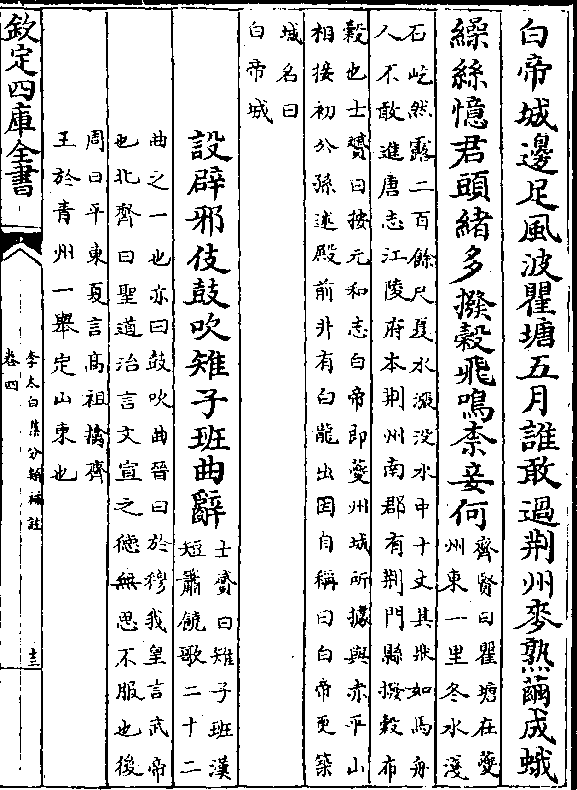 白帝城邊足風波瞿塘五月誰敢過荆州麥熟繭成蛾
繰絲憶君頭緒多撥穀飛鳴柰妾何
齊賢曰瞿塘在夔
州東一里冬水淺
石屹然露二百餘尺夏水漲没水中十丈其狀如馬舟
人不敢進唐志江陵府本荆州南郡有荆門縣撥穀布
穀也士贇曰按元和志白帝即夔州城所據與赤平山
相接初公孫述殿前井有白龍出因自稱曰白帝更築
城名曰
白帝城
設辟邪伎鼓吹雉子班曲辭
士贇曰雉子班漢
短簫鐃歌二十二
曲之一也亦曰鼓吹曲晉曰於穆我皇言武帝
也北齊曰聖道治言文宣之德無思不服也後
周曰平東夏言髙祖擒齊
王於青州一舉定山東也
欽定四庫全書
李太白集分類補註
卷四
十三